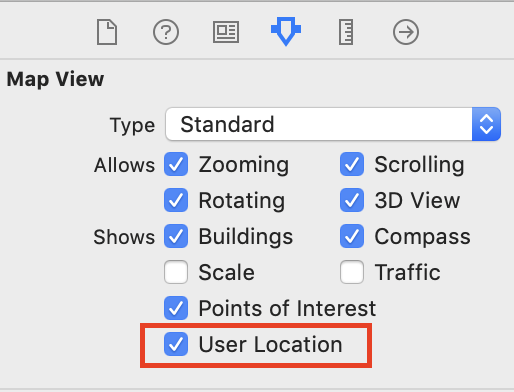 Map View
Type Standard
Allows Zooming Scrolling
Rotating 3D View
Shows Buildings Compass
Scale Traffic
Points of Interest
User Location